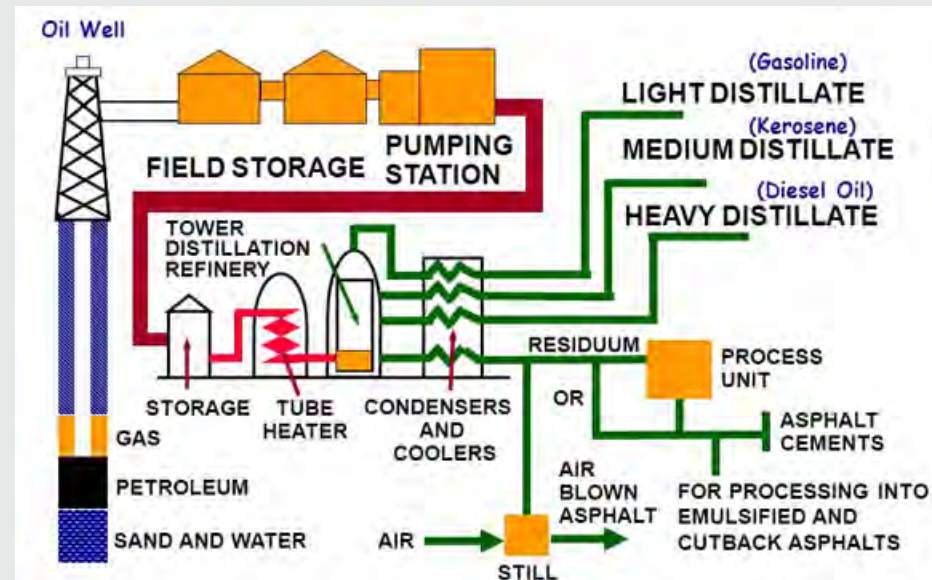 Oil Well
(Gasoline)
LIGHT DISTILLATE
(Kerosene)
MEDIUM DISTILLATE
(Diesel Oil)
HEAVY DISTILLATE
FIELD STORAGE
PUMPING
STATION
TOWER
DISTILLATION
REFINERY
STORAGE
TUBE
HEATER
CONDENSERS
AND
COOLERS
RESIDUUM
OR
PROCESS
UNIT
ASPHALT
CEMENTS
GAS
PETROLEUM
SAND AND WATER
AIR
STILL
AIR
BLOWN
ASPHALT
FOR PROCESSING INTO
EMULSIFIED AND
CUTBACK ASPHALTS